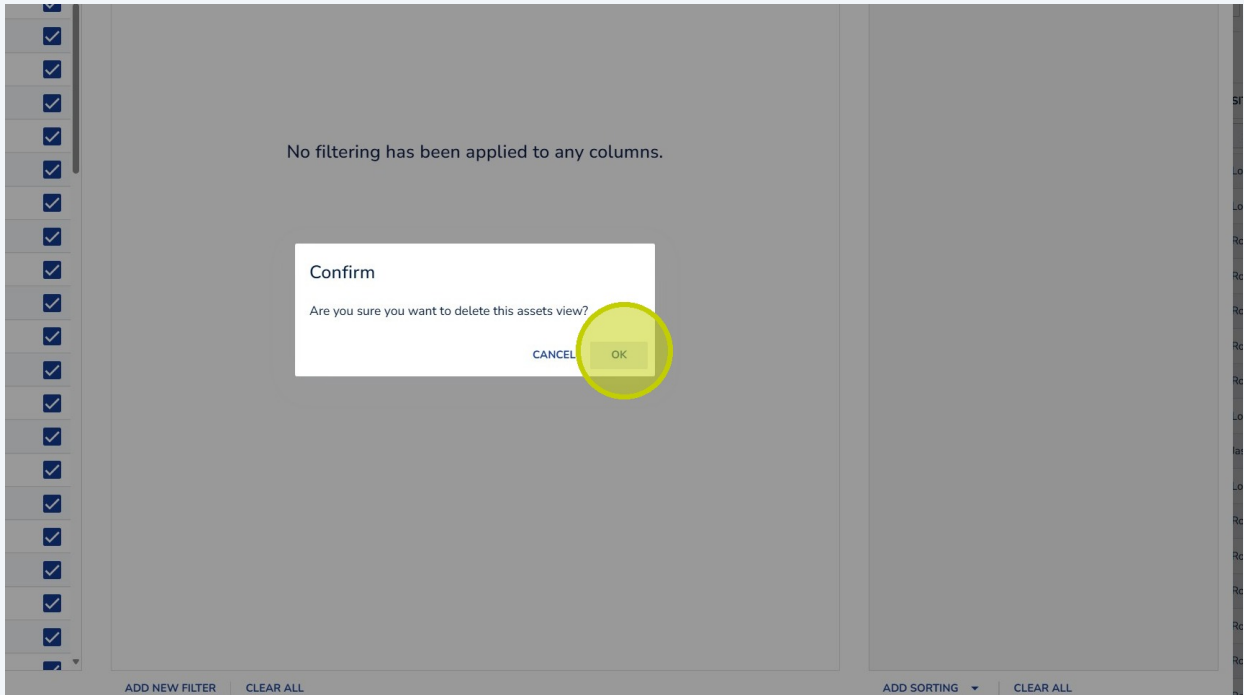 No filtering has been applied to any columns.
Confirm
Are you sure you want to delete this assets view?
CANCEL
OK
ADD NEW FILTER
CLEAR ALL
ADD SORTING
CLEAR ALL